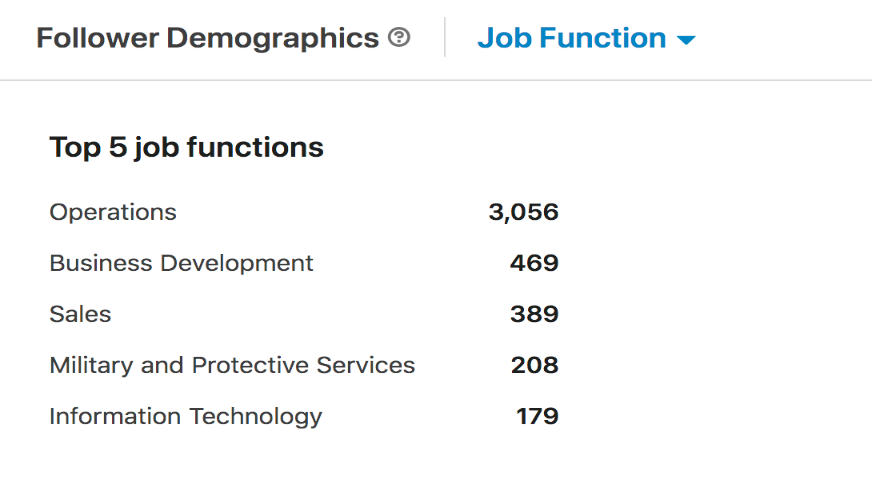 Follower Demographics ? Job Function
Top 5 job functions
Operations 3,056
Business Development 469
Sales 389
Military and Protective Services 208
Information Technology 179